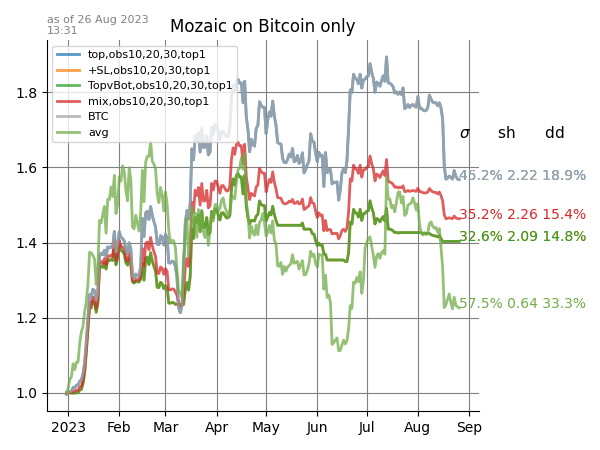 as of 26 Aug 2023
13:31
Mozaic on Bitcoin only
top,obs10,20,30,top1
+SL,obs10,20,30,top1
TopvBot,obs10,20,30,top1
mix,obs10,20,30,top1
BTC
avg
σ sh dd
45.2% 2.22 18.9%
35.2% 2.26 15.4%
32.6% 2.09 14.8%
57.5% 0.64 33.3%
1.8
1.6
1.4
1.2
1.0
2023 Feb Mar Apr May Jun Jul Aug Sep